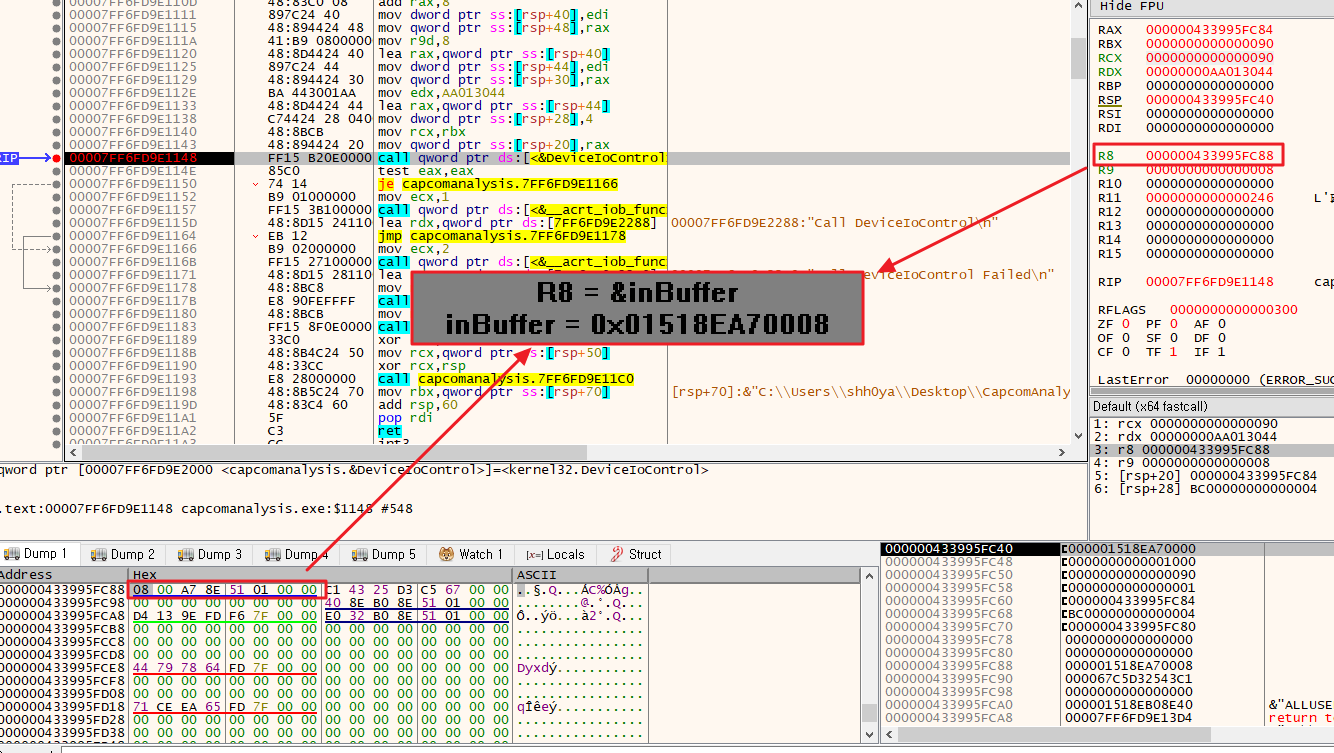 00007FF6FD9E110D 48:83C0 08 add rax,8
00007FF6FD9E1111 897C24 40 mov dword ptr ss:[rsp+40],edi
00007FF6FD9E1115 48:894424 48 mov qword ptr ss:[rsp+48],rax
00007FF6FD9E111A 41:B9 0800000 mov r9d,8
00007FF6FD9E1120 48:8D4424 40 lea rax,qword ptr ss:[rsp+40]
00007FF6FD9E1125 897C24 44 mov dword ptr ss:[rsp+44],edi
00007FF6FD9E1129 48:894424 30 mov qword ptr ss:[rsp+30],rax
00007FF6FD9E112E BA 443001AA mov edx,AA013044
00007FF6FD9E1133 48:8D4424 44 lea rax,qword ptr ss:[rsp+44]
00007FF6FD9E1138 C74424 28 040 mov dword ptr ss:[rsp+28],4
00007FF6FD9E1140 48:8BCB mov rcx,rbx
00007FF6FD9E1143 48:894424 20 mov qword ptr ss:[rsp+20],rax
RIP 00007FF6FD9E1148 FF15 B20E0000 call qword ptr ds:[<&DeviceIoControl
00007FF6FD9E114E 85C0 test eax,eax
00007FF6FD9E1150 74 14 je capcomanalysis.7FF6FD9E1166
00007FF6FD9E1152 B9 01000000 mov ecx,1
00007FF6FD9E1157 FF15 3B100000 call qword ptr ds:[<&__acrt_iob_func
00007FF6FD9E115D 48:8D15 241100 lea rdx,qword ptr ds:[7FF6FD9E2288] 00007FF6FD9E2288:"Call DeviceIoControl\n"
00007FF6FD9E1164 EB 12 jmp capcomanalysis.7FF6FD9E1178
00007FF6FD9E1166 B9 02000000 mov ecx,2
00007FF6FD9E116B FF15 27100000 call qword ptr ds:[<&__acrt_iob_func
00007FF6FD9E1171 48:8D15 281100 lea DeviceIoControl Failed\n"
00007FF6FD9E1178 48:8BC8 mov
00007FF6FD9E117B E8 90FEFFFF call
00007FF6FD9E1180 48:8BCB mov
00007FF6FD9E1183 FF15 8F0E0000 call
00007FF6FD9E1189 33C0 xor
00007FF6FD9E118B 48:8B4C24 50 mov rcx,qword ptr ss:[rsp+50]
00007FF6FD9E1190 48:33CC xor rcx,rsp
00007FF6FD9E1193 E8 28000000 call capcomanalysis.7FF6FD9E11C0
00007FF6FD9E1198 48:8B5C24 70 mov rbx,qword ptr ss:[rsp+70] [rsp+70]:&"C:\\Users\\shh0ya\\Desktop\\CapcomAnaly
00007FF6FD9E119D 48:83C4 60 add rsp,60
00007FF6FD9E11A1 5F pop rdi
00007FF6FD9E11A2 C3 ret
R8 = &inBuffer
inBuffer = 0x01518EA70008
Hide FPU
RAX 000000433995FC84
RBX 0000000000000090
RCX 0000000000000090
RDX 00000000AA013044
RBP 0000000000000000
RSP 000000433995FC40
RSI 0000000000000000
RDI 0000000000000000
R8 000000433995FC88
R9 0000000000000008
R10 0000000000000000
R11 0000000000000246
R12 0000000000000000
R13 0000000000000000
R14 0000000000000000
R15 0000000000000000
RIP 00007FF6FD9E1148 cap
RFLAGS 0000000000000300
ZF 0 PF 0 AF 0
OF 0 SF 0 DF 0
CF 0 TF 1 IF 1
LastError 00000000 (ERROR_SUC
Default (x64 fastcall)
1: rcx 0000000000000090
2: rdx 00000000AA013044
3: r8 000000433995FC88
4: r9 0000000000000008
5: [rsp+20] 000000433995FC84
6: [rsp+28] BC00000000000004
qword ptr [00007FF6FD9E2000 <capcomanalysis.&DeviceIoControl>]=<kernel32.DeviceIoControl>
.text:00007FF6FD9E1148 capcomanalysis.exe:$1148 #548
Dump 1 Dump 2 Dump 3 Dump 4 Dump 5 Watch 1 [x=] Locals Struct
Address Hex ASCII
000000433995FC88 08 00 A7 8E 51 01 00 00 C1 43 25 D3 C5 67 00 00 ..§.Q...ÁC%ÓÅg..
000000433995FC98 00 00 00 00 00 00 00 00 40 8E B0 8E 51 01 00 00 ........@.°.Q...
000000433995FCA8 D4 13 9E FD F6 7F 00 00 E0 32 B0 8E 51 01 00 00 Ô..ýö...à2°.Q...
000000433995FCB8 00 00 00 00 00 00 00 00 00 00 00 00 00 00 00 00 ................
000000433995FCC8 00 00 00 00 00 00 00 00 00 00 00 00 00 00 00 00 ................
000000433995FCD8 00 00 00 00 00 00 00 00 00 00 00 00 00 00 00 00 ................
000000433995FCE8 44 79 78 64 FD 7F 00 00 00 00 00 00 00 00 00 00 Dyxdý...........
000000433995FCF8 00 00 00 00 00 00 00 00 00 00 00 00 00 00 00 00 ................
000000433995FD08 00 00 00 00 00 00 00 00 00 00 00 00 00 00 00 00 ................
000000433995FD18 71 CE EA 65 FD 7F 00 00 00 00 00 00 00 00 00 00 qÎêeý...........
000000433995FD28 00 00 00 00 00 00 00 00 00 00 00 00 00 00 00 00 ................
000000433995FD38 00 00 00 00 00 00 00 00 00 00 00 00 00 00 00 00 ................
000000433995FC40 000001518EA70000
000000433995FC48 0000000000001000
000000433995FC50 0000000000000090
000000433995FC58 0000000000000001
000000433995FC60 000000433995FC84
000000433995FC68 BC00000000000004
000000433995FC70 000000433995FC80
000000433995FC78 0000000000000000
000000433995FC80 0000000000000000
000000433995FC88 000001518EA70008
000000433995FC90 000067C5D32543C1
000000433995FC98 0000000000000000
000000433995FCA0 000001518EB08E40 &"ALLUSE
000000433995FCA8 00007FF6FD9E13D4 return to